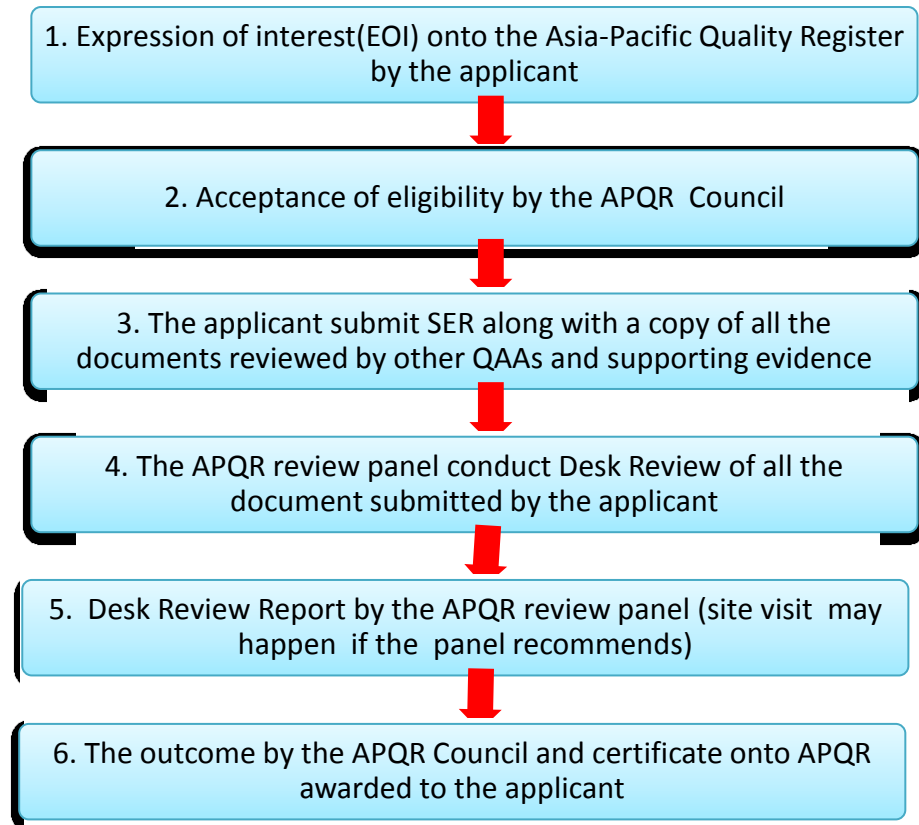 1. Expression of interest(EOI) onto the Asia-Pacific Quality Register
by the applicant
2. Acceptance of eligibility by the APQR Council
3. The applicant submit SER along with a copy of all the
documents reviewed by other QAAs and supporting evidence
4. The APQR review panel conduct Desk Review of all the
document submitted by the applicant
5. Desk Review Report by the APQR review panel (site visit may
happen if the panel recommends)
6. The outcome by the APQR Council and certificate onto APQR
awarded to the applicant